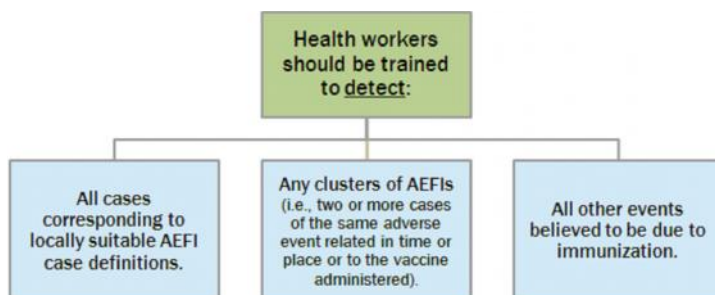 Health workers
should be trained
to detect:
All cases
corresponding to
locally suitable AEFI
case definitions.
Any clusters of AEFIs
(i.e., two or more cases
of the same adverse
event related in time or
place or to the vaccine
administered).
All other events
believed to be due to
immunization.